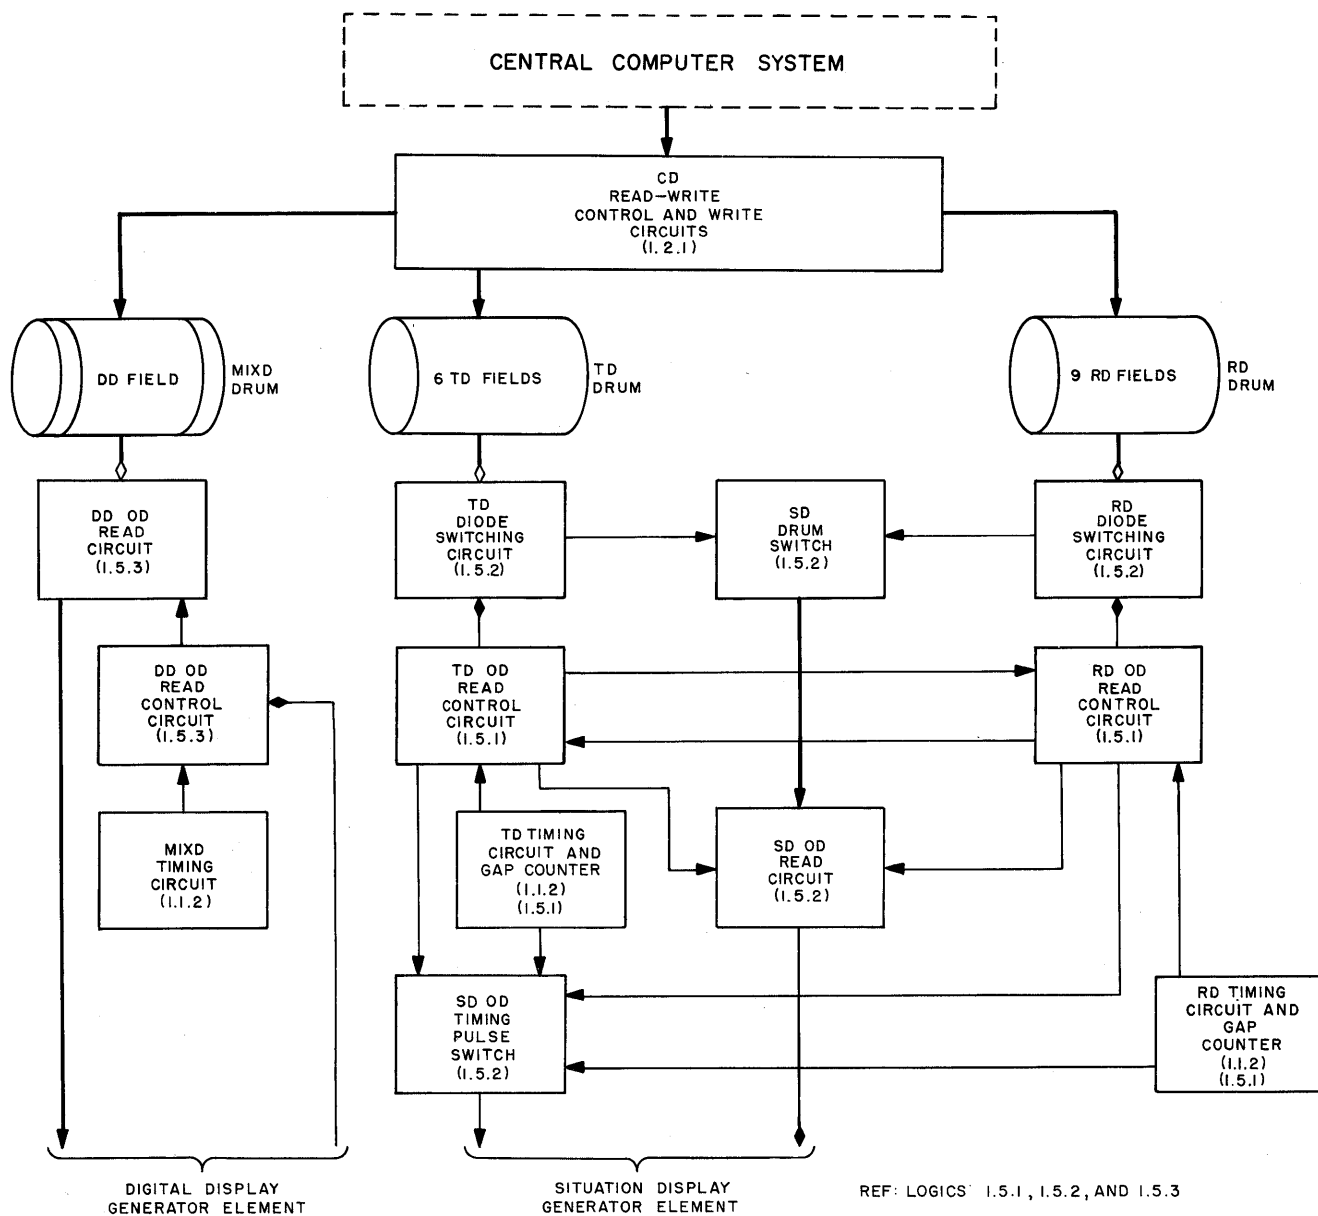 CENTRAL COMPUTER SYSTEM
CD
READ-WRITE
CONTROL AND WRITE
CIRCUITS
(1.2.1)
DD FIELD
MIXD
DRUM
6 TD FIELDS
TD
DRUM
9 RD FIELDS
RD
DRUM
DD OD
READ
CIRCUIT
(1.5.3)
TD
DIODE
SWITCHING
CIRCUIT
(1.5.2)
SD
DRUM
SWITCH
(1.5.2)
RD
DIODE
SWITCHING
CIRCUIT
(1.5.2)
DD OD
READ
CONTROL
CIRCUIT
(1.5.3)
TD OD
READ
CONTROL
CIRCUIT
(1.5.1)
RD OD
READ
CONTROL
CIRCUIT
(1.5.1)
MIXD
TIMING
CIRCUIT
(1.1.2)
TD TIMING
CIRCUIT AND
GAP COUNTER
(1.1.2)
(1.5.1)
SD OD
READ
CIRCUIT
(1.5.2)
SD OD
TIMING
PULSE
SWITCH
(1.5.2)
RD TIMING
CIRCUIT AND
GAP
COUNTER
(1.1.2)
(1.5.1)
DIGITAL DISPLAY
GENERATOR ELEMENT
SITUATION DISPLAY
GENERATOR ELEMENT
REF: LOGICS 1.5.1, 1.5.2, AND 1.5.3